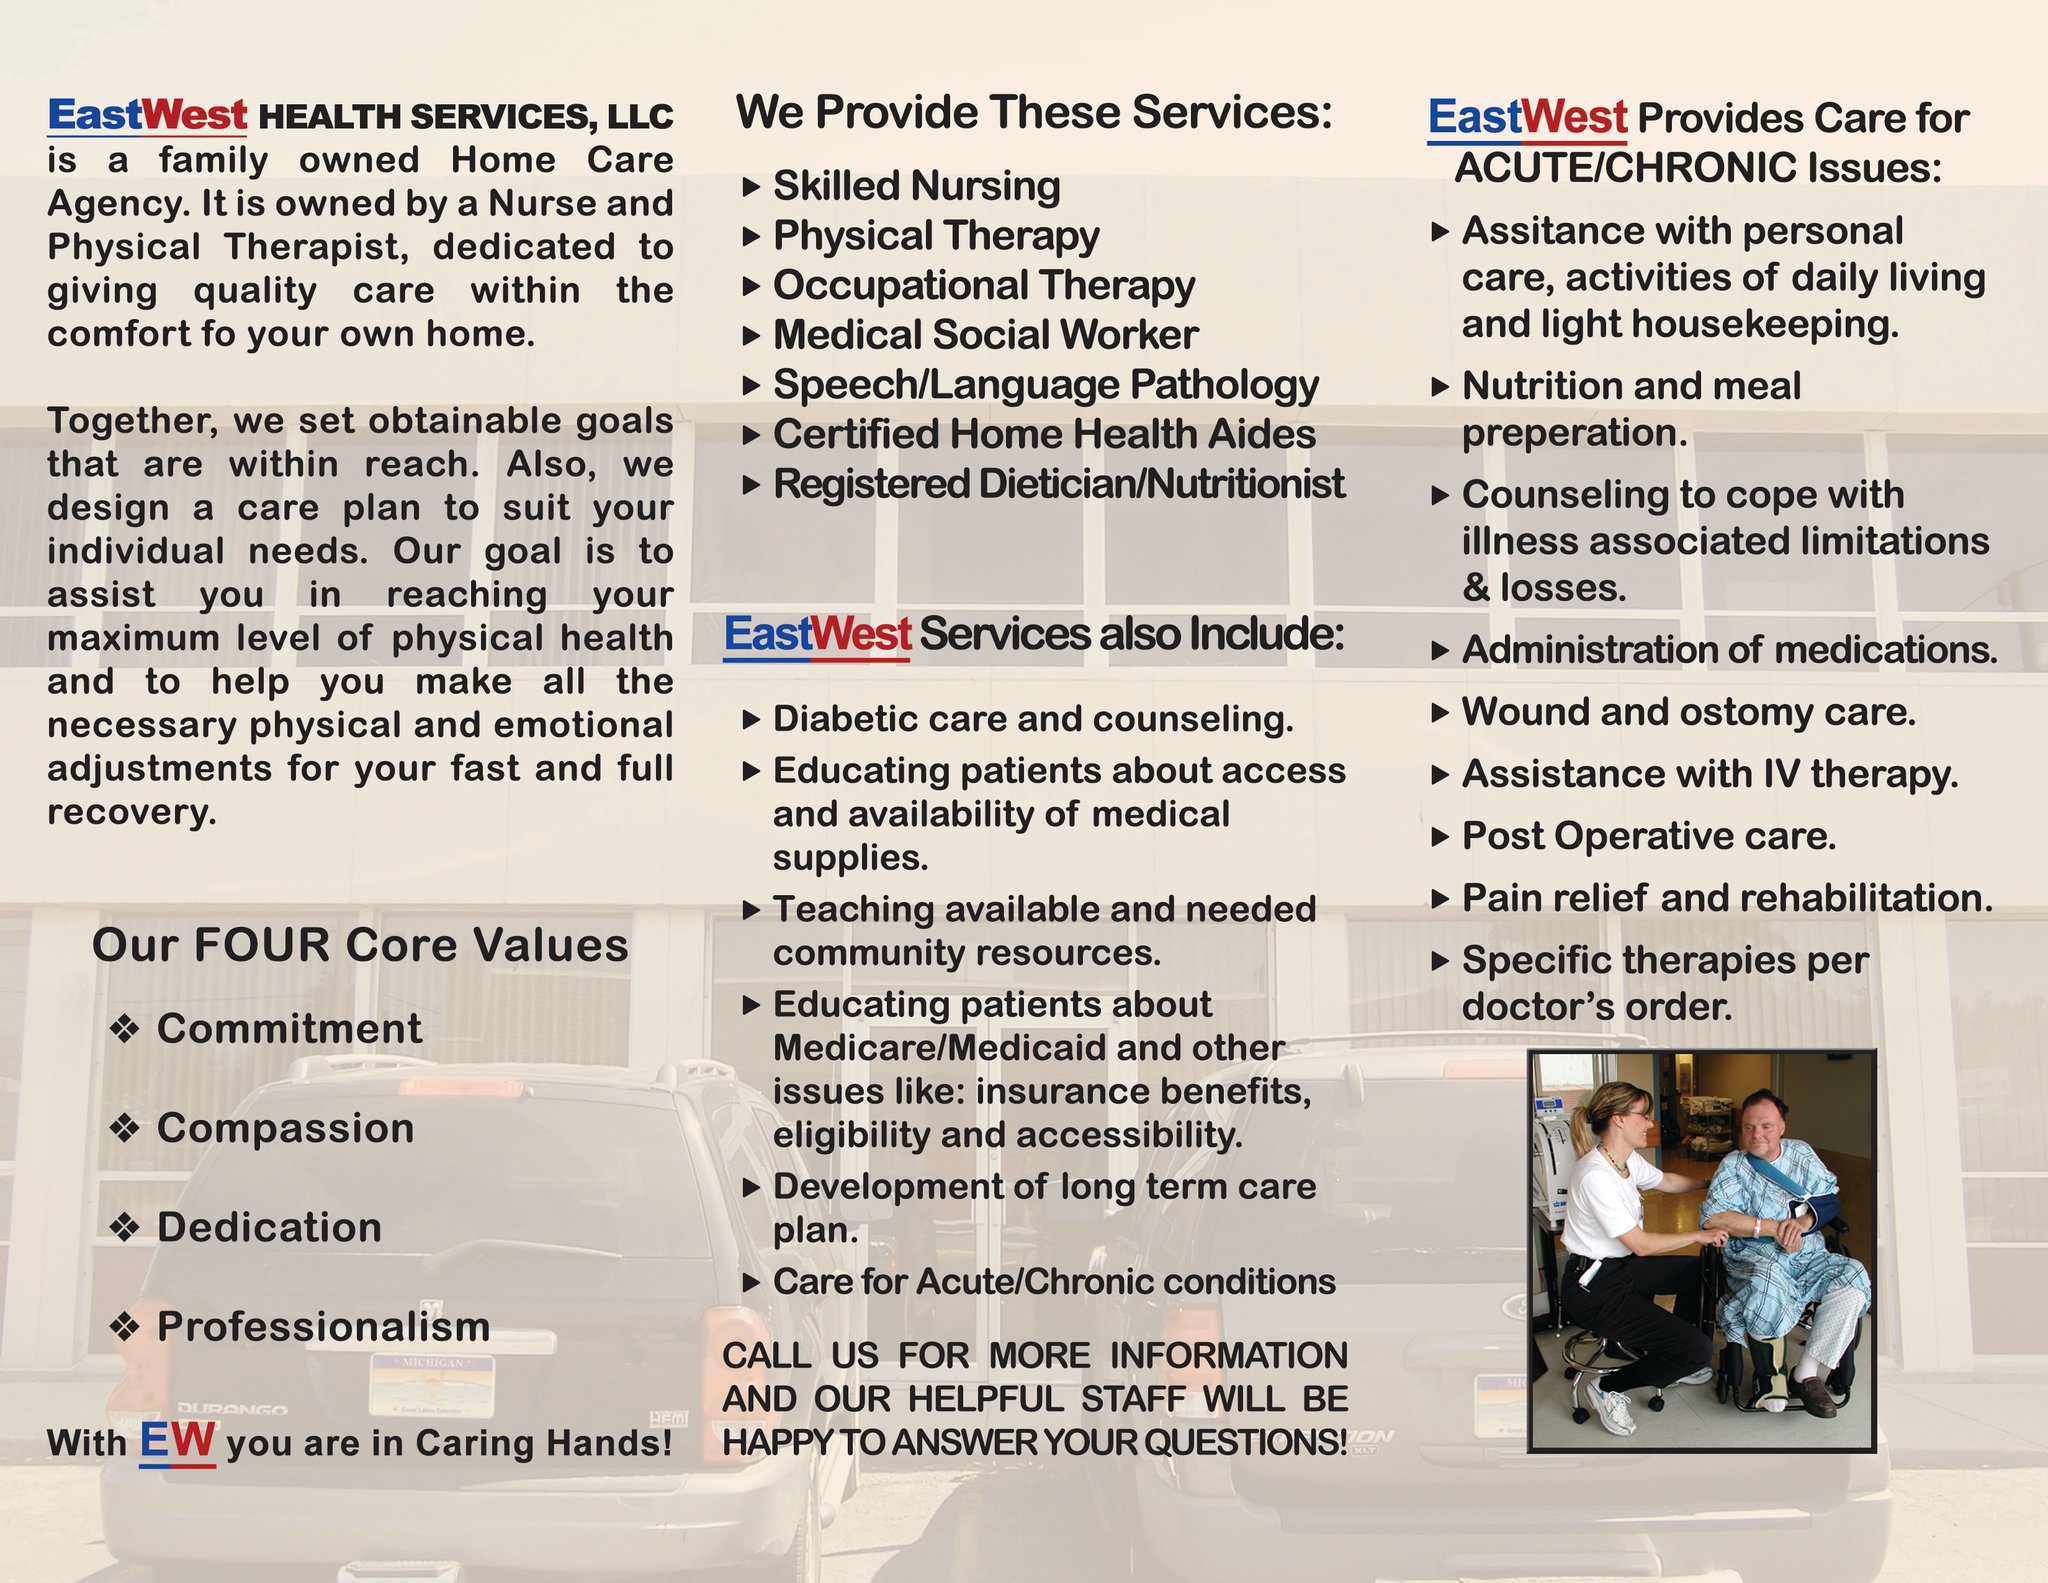 EastWest HEALTH SERVICES, LLC
is a family owned Home Care
Agency. It is owned by a Nurse and
Physical Therapist, dedicated to
giving quality care within the
comfort fo your own home.
Together, we set obtainable goals
that are within reach. Also, we
design a care plan to suit your
individual needs. Our goal is to
assist you in reaching your
maximum level of physical health
and to help you make all the
necessary physical and emotional
adjustments for your fast and full
recovery.
Our FOUR Core Values
❖ Commitment
❖ Compassion
❖ Dedication
❖ Professionalism
MICHIGAN
Great Lakes Splendor
DURANGO
HEMI
With EW you are in Caring Hands!
We Provide These Services:
► Skilled Nursing
► Physical Therapy
► Occupational Therapy
► Medical Social Worker
► Speech/Language Pathology
► Certified Home Health Aides
► Registered Dietician/Nutritionist
EastWest Services also Include:
► Diabetic care and counseling.
► Educating patients about access
and availability of medical
supplies.
► Teaching available and needed
community resources.
► Educating patients about
Medicare/Medicaid and other
issues like: insurance benefits,
eligibility and accessibility.
► Development of long term care
plan.
► Care for Acute/Chronic conditions
CALL US FOR MORE INFORMATION
AND OUR HELPFUL STAFF WILL BE
HAPPY TO ANSWER YOUR QUESTIONS!
EastWest Provides Care for
ACUTE/CHRONIC Issues:
► Assitance with personal
care, activities of daily living
and light housekeeping.
► Nutrition and meal
preperation.
► Counseling to cope with
illness associated limitations
& losses.
► Administration of medications.
► Wound and ostomy care.
► Assistance with IV therapy.
► Post Operative care.
► Pain relief and rehabilitation.
► Specific therapies per
doctor's order.
Ford
XLT